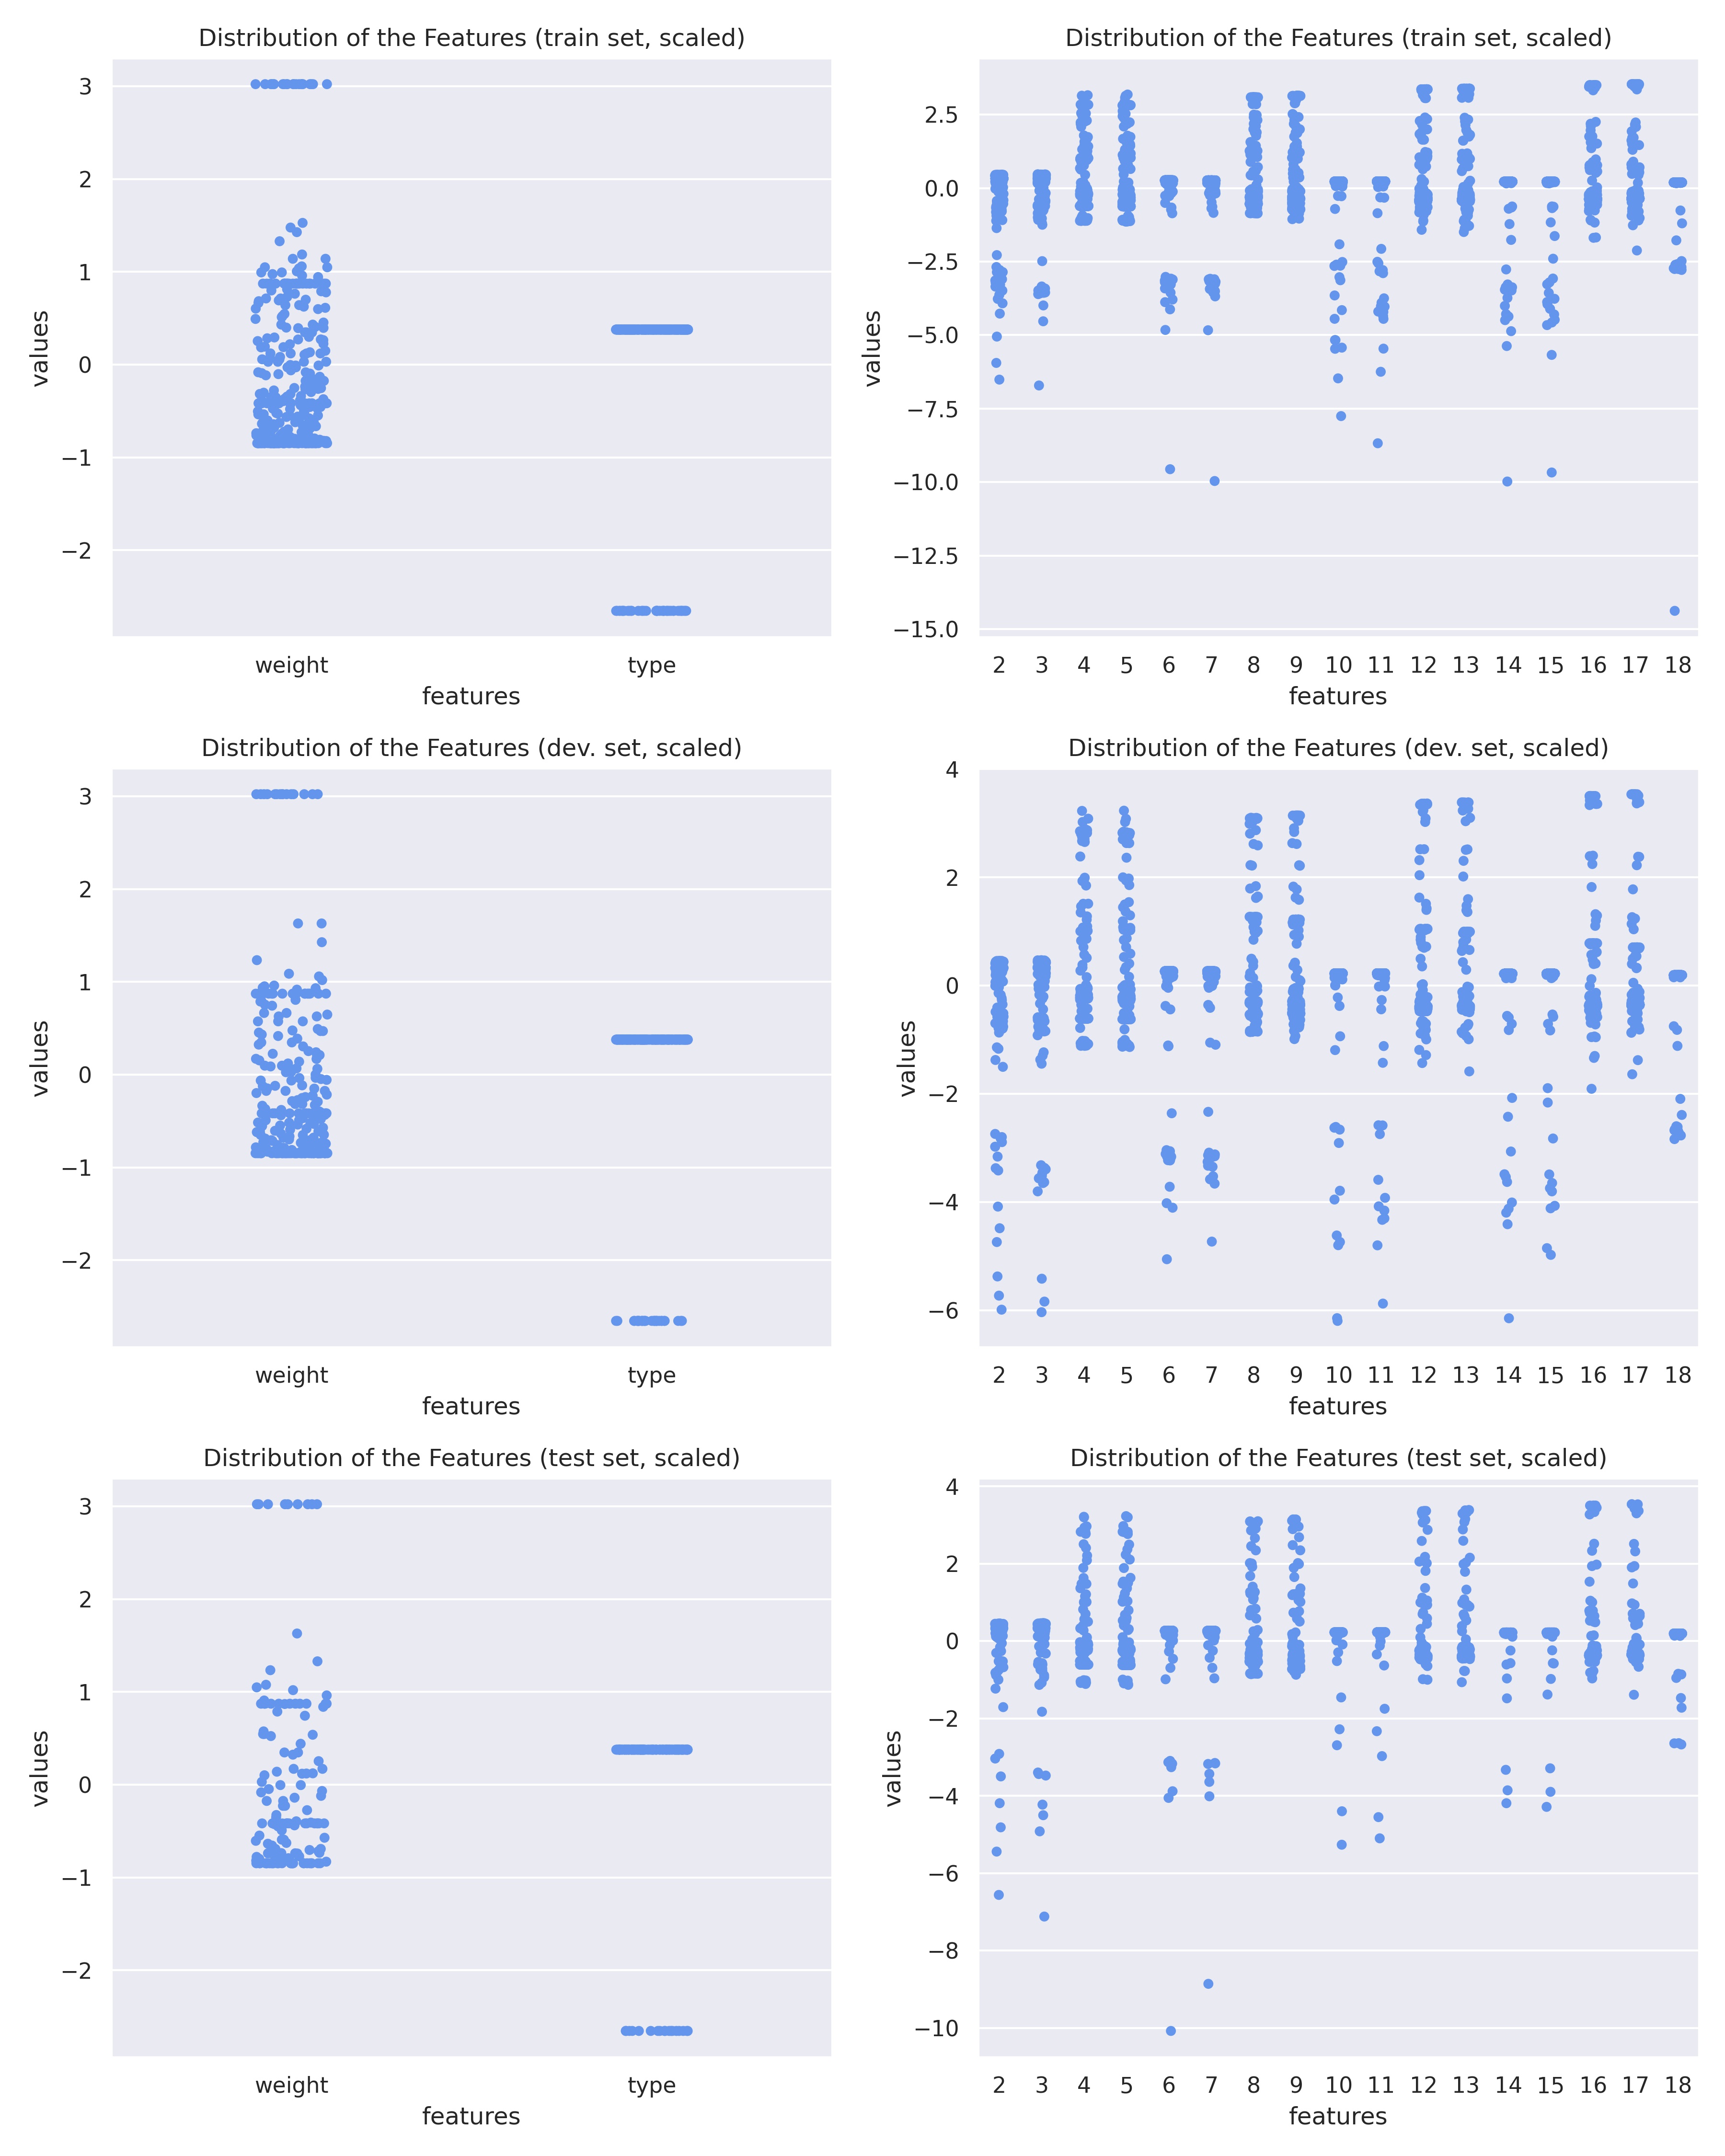 Distribution of the Features (train set, scaled)
3
2
1
0
−1
−2
values
weight type
features
Distribution of the Features (train set, scaled)
2.5
0.0
−2.5
−5.0
−7.5
−10.0
−12.5
−15.0
values
2 3 4 5 6 7 8 9 10 11 12 13 14 15 16 17 18
features
Distribution of the Features (dev. set, scaled)
3
2
1
0
−1
−2
values
weight type
features
Distribution of the Features (dev. set, scaled)
4
2
0
−2
−4
−6
values
2 3 4 5 6 7 8 9 10 11 12 13 14 15 16 17 18
features
Distribution of the Features (test set, scaled)
3
2
1
0
−1
−2
values
weight type
features
Distribution of the Features (test set, scaled)
4
2
0
−2
−4
−6
−8
−10
values
2 3 4 5 6 7 8 9 10 11 12 13 14 15 16 17 18
features